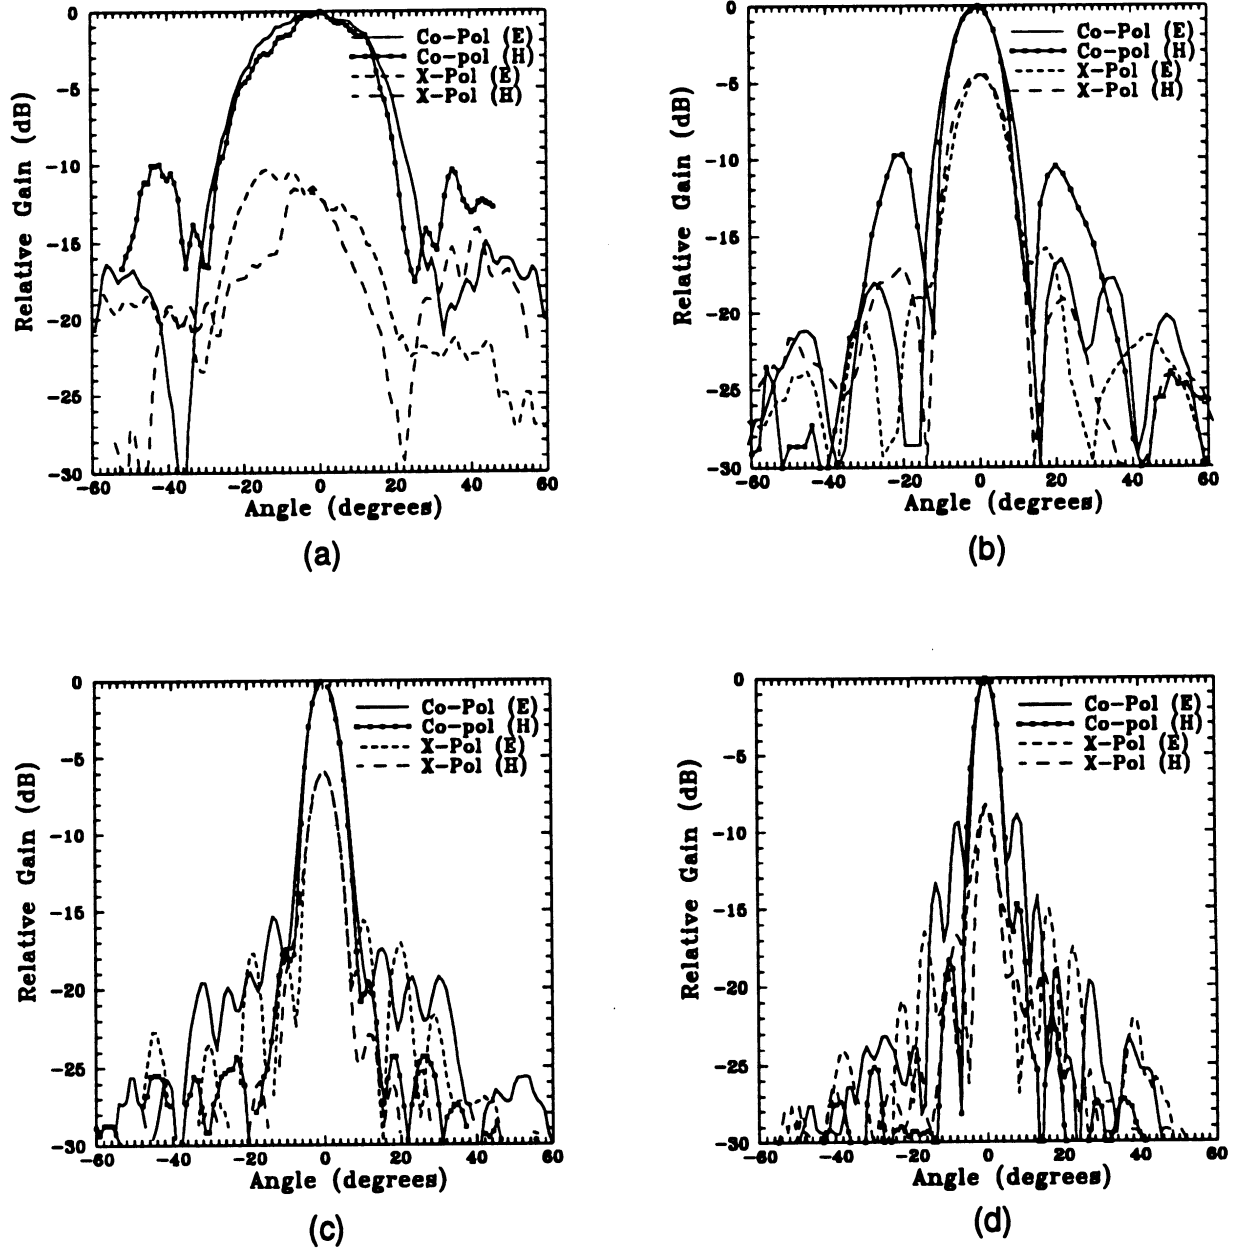 0
-5
-10
-15
-20
-25
-30
-60
-40
-20
0
20
40
60
Relative Gain (dB)
Angle (degrees)
Co-Pol (E)
Co-pol (H)
X-Pol (E)
X-Pol (H)
(a)
0
-5
-10
-15
-20
-25
-30
-60
-40
-20
0
20
40
60
Relative Gain (dB)
Angle (degrees)
Co-Pol (E)
Co-pol (H)
X-Pol (E)
X-Pol (H)
(b)
0
-5
-10
-15
-20
-25
-30
-60
-40
-20
0
20
40
60
Relative Gain (dB)
Angle (degrees)
Co-Pol (E)
Co-pol (H)
X-Pol (E)
X-Pol (H)
(c)
0
-5
-10
-15
-20
-25
-30
-60
-40
-20
0
20
40
60
Relative Gain (dB)
Angle (degrees)
Co-Pol (E)
Co-pol (H)
X-Pol (E)
X-Pol (H)
(d)